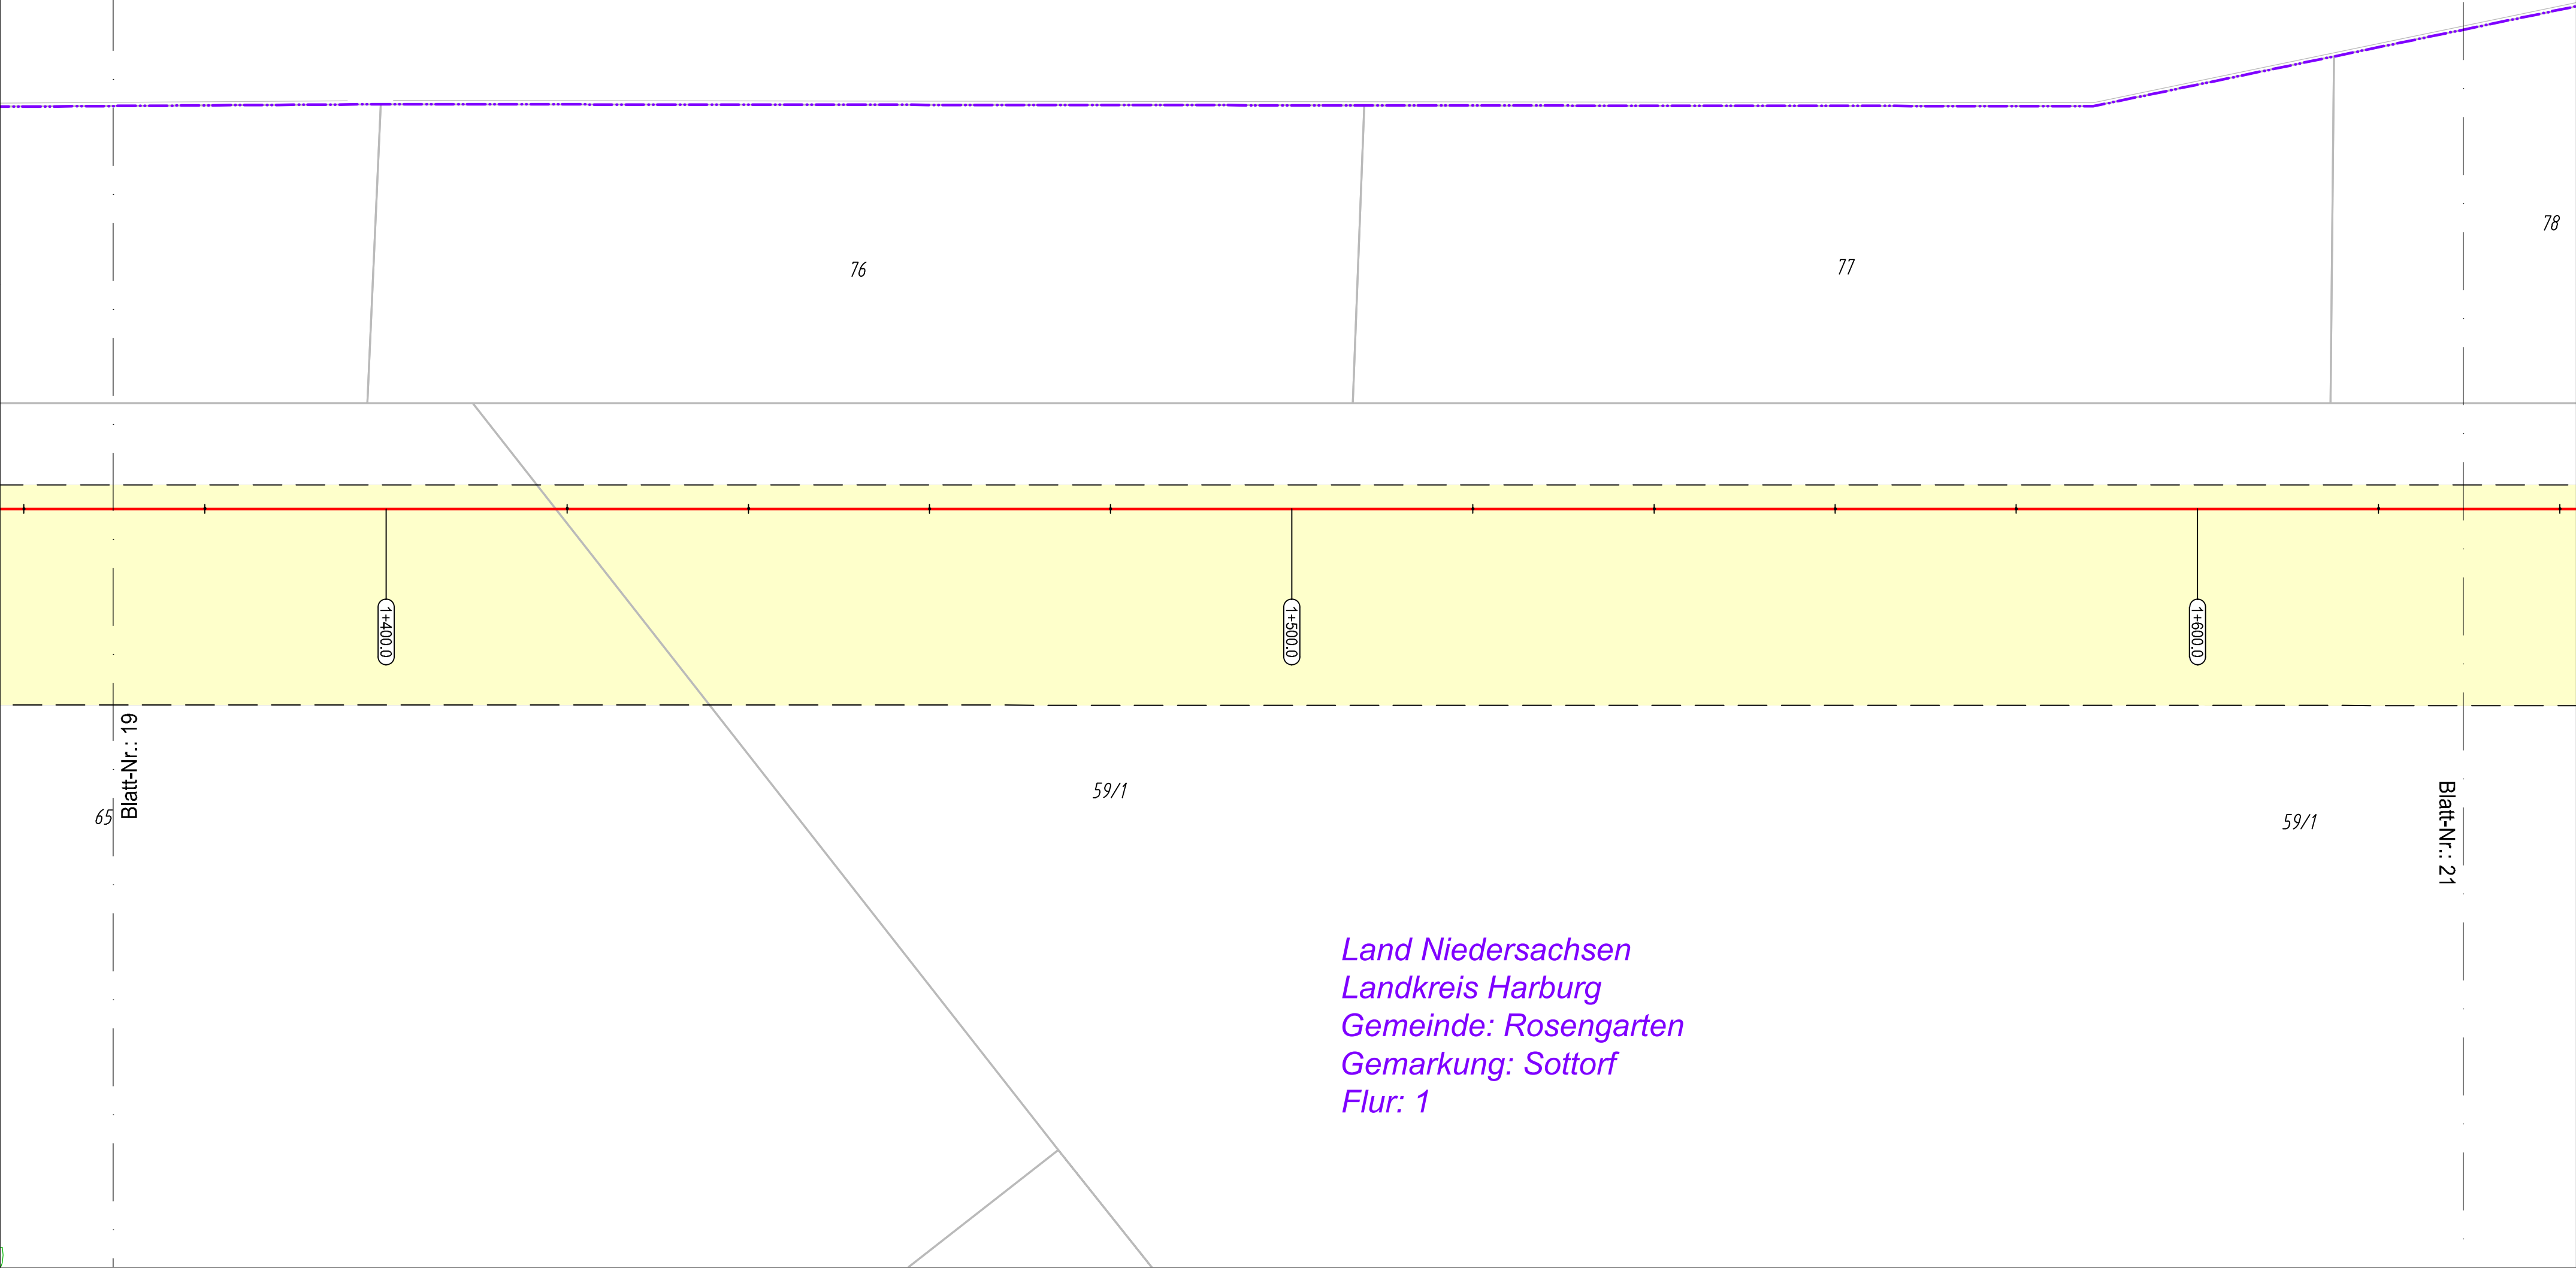 78
76
77
1+400.0
1+500.0
1+600.0
Blatt-Nr.: 19
65
59/1
59/1
Blatt-Nr.: 21
Land Niedersachsen
Landkreis Harburg
Gemeinde: Rosengarten
Gemarkung: Sottorf
Flur: 1